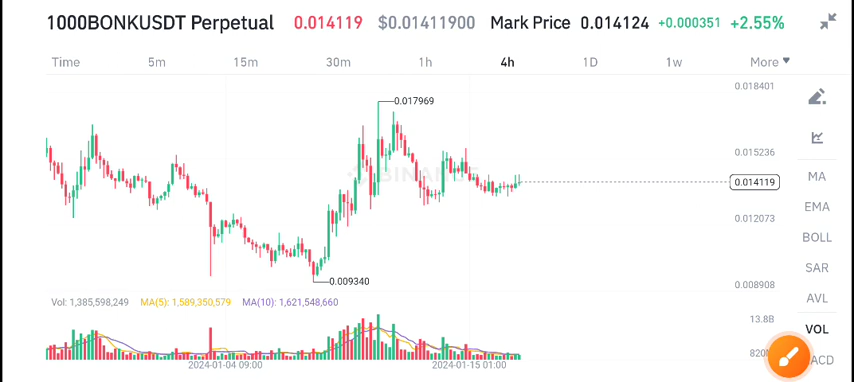 1000BONKUSDT Perpetual 0.014119 $0.01411900 Mark Price 0.014124 +0.000351 +2.55%
Time 5m 15m 30m 1h 4h 1D 1w More
0.018401
0.017969
0.015236
BINANCE
MA
0.014119
EMA
0.012073
BOLL
SAR
0.009340
0.008908
AVL
Vol: 1,385,598,249 MA(5): 1,589,350,579 MA(10): 1,621,548,660
13.8B
VOL
820
ACD
2024-01-04 09:00 2024-01-15 01:00